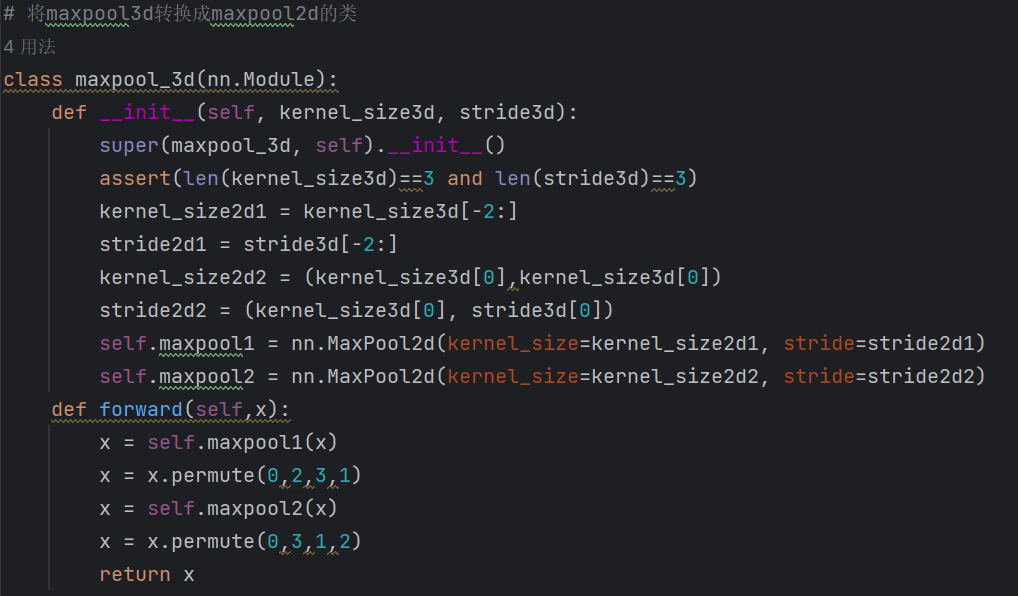 # 将maxpool3d转换成maxpool2d的类
4 用法
class maxpool_3d(nn.Module):
    def __init__(self, kernel_size3d, stride3d):
        super(maxpool_3d, self).__init__()
        assert(len(kernel_size3d)==3 and len(stride3d)==3)
        kernel_size2d1 = kernel_size3d[-2:]
        stride2d1 = stride3d[-2:]
        kernel_size2d2 = (kernel_size3d[0],kernel_size3d[0])
        stride2d2 = (kernel_size3d[0], stride3d[0])
        self.maxpool1 = nn.MaxPool2d(kernel_size=kernel_size2d1, stride=stride2d1)
        self.maxpool2 = nn.MaxPool2d(kernel_size=kernel_size2d2, stride=stride2d2)
    def forward(self,x):
        x = self.maxpool1(x)
        x = x.permute(0,2,3,1)
        x = self.maxpool2(x)
        x = x.permute(0,3,1,2)
        return x